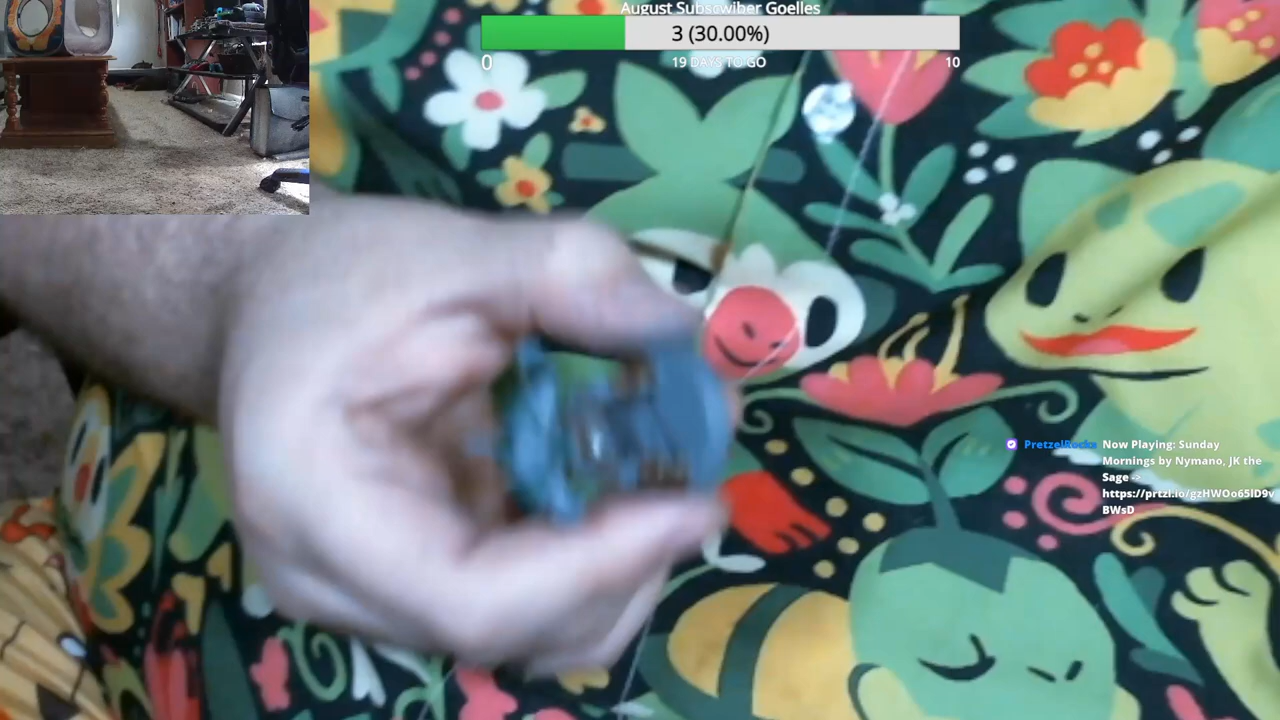 August Subscwiber Goelles
3 (30.00%)
0
19 DAYS TO GO
10
PretzelRocks Now Playing: Sunday
Mornings by Nymano, JK the
Sage ->
https://prtzl.io/gzHWOo65lD9v
BWsD